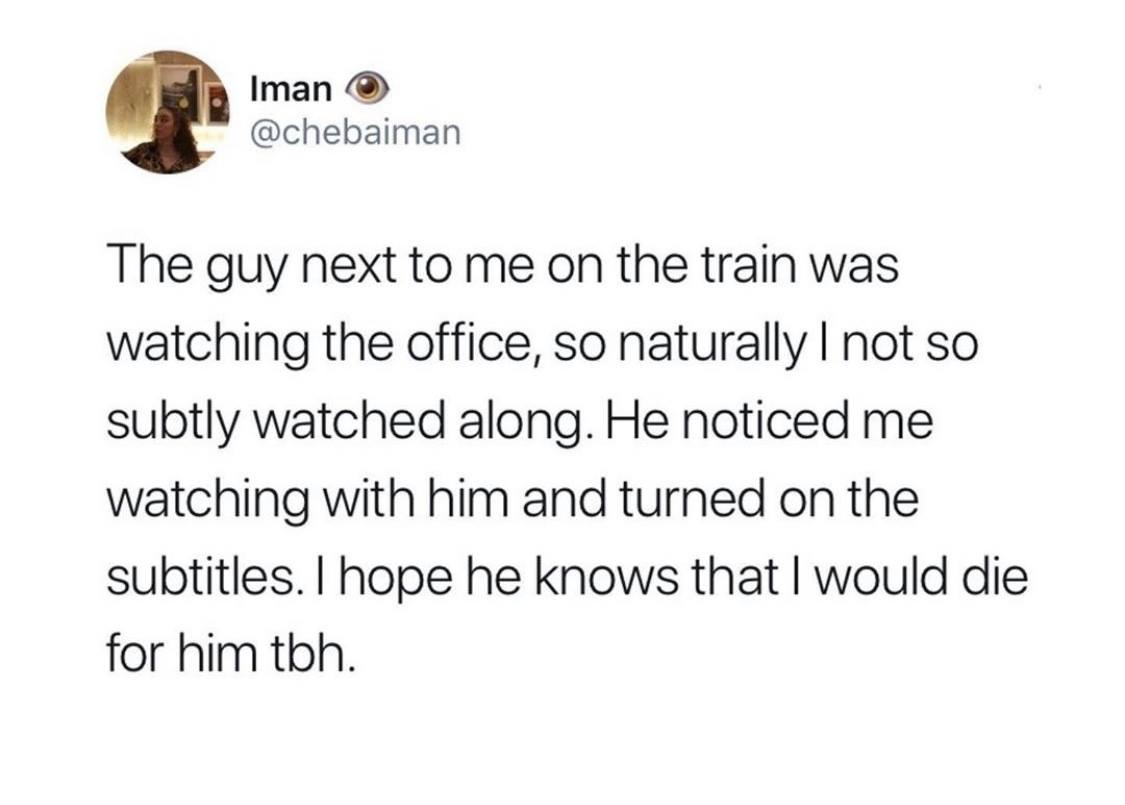 Iman 👁
@chebaiman
The guy next to me on the train was
watching the office, so naturally I not so
subtly watched along. He noticed me
watching with him and turned on the
subtitles. I hope he knows that I would die
for him tbh.